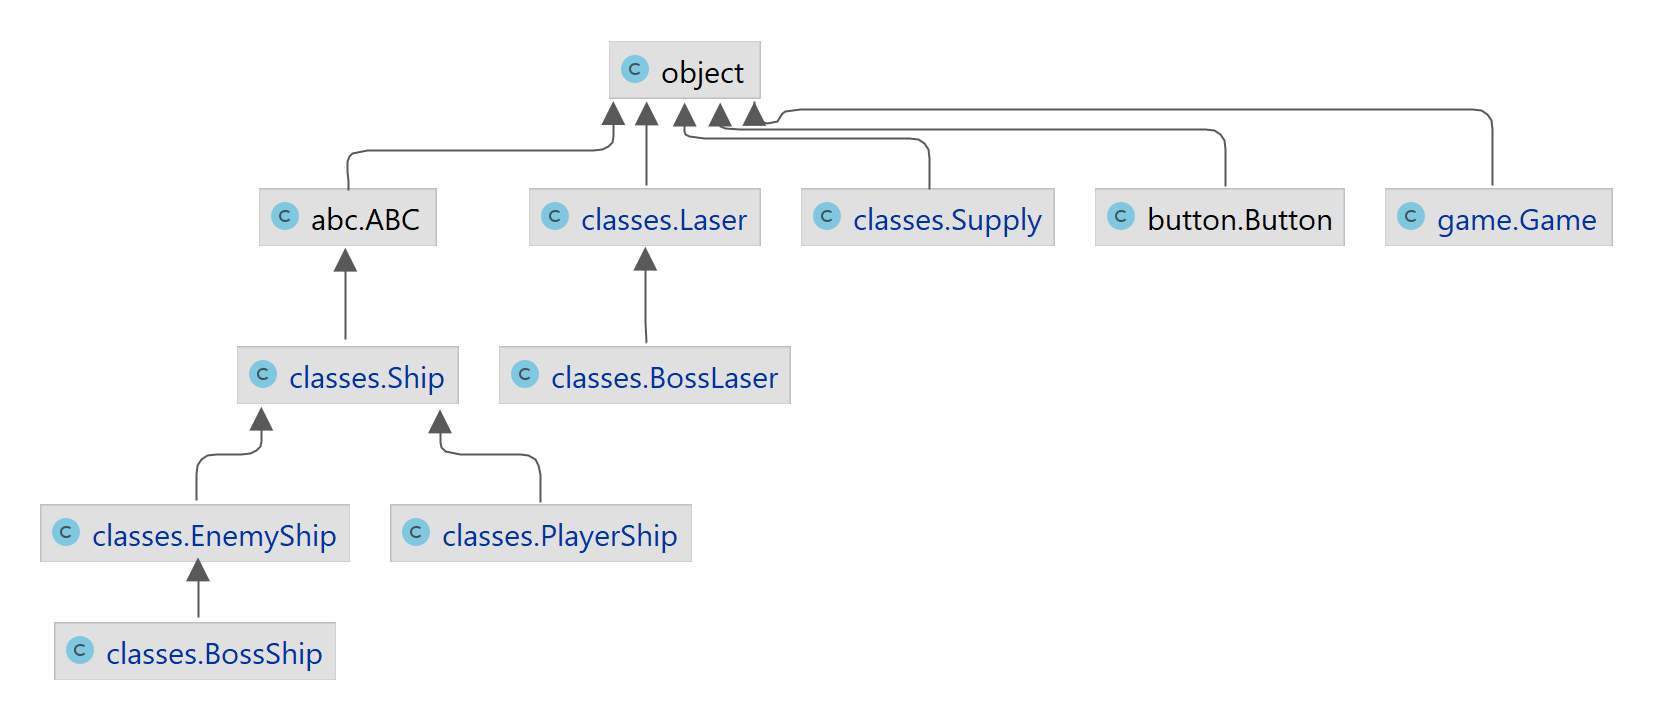 C object
C abc.ABC
C classes.Laser
C classes.Supply
C button.Button
C game.Game
C classes.Ship
C classes.BossLaser
C classes.EnemyShip
C classes.PlayerShip
C classes.BossShip